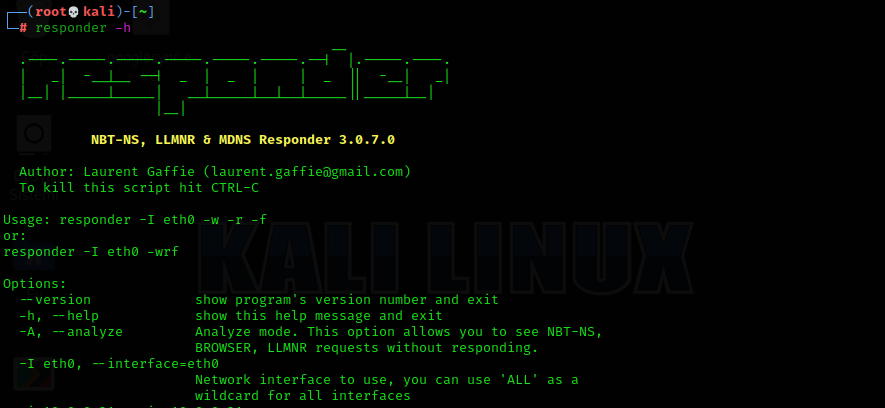 (root💀kali)-[~]
# responder -h
NBT-NS, LLMNR & MDNS Responder 3.0.7.0
Author: Laurent Gaffie (laurent.gaffie@gmail.com)
To kill this script hit CTRL-C
Usage: responder -I eth0 -w -r -f
or:
responder -I eth0 -wrf
Options:
--version show program's version number and exit
-h, --help show this help message and exit
-A, --analyze Analyze mode. This option allows you to see NBT-NS,
BROWSER, LLMNR requests without responding.
-I eth0, --interface=eth0
Network interface to use, you can use 'ALL' as a
wildcard for all interfaces
KALI LINUX